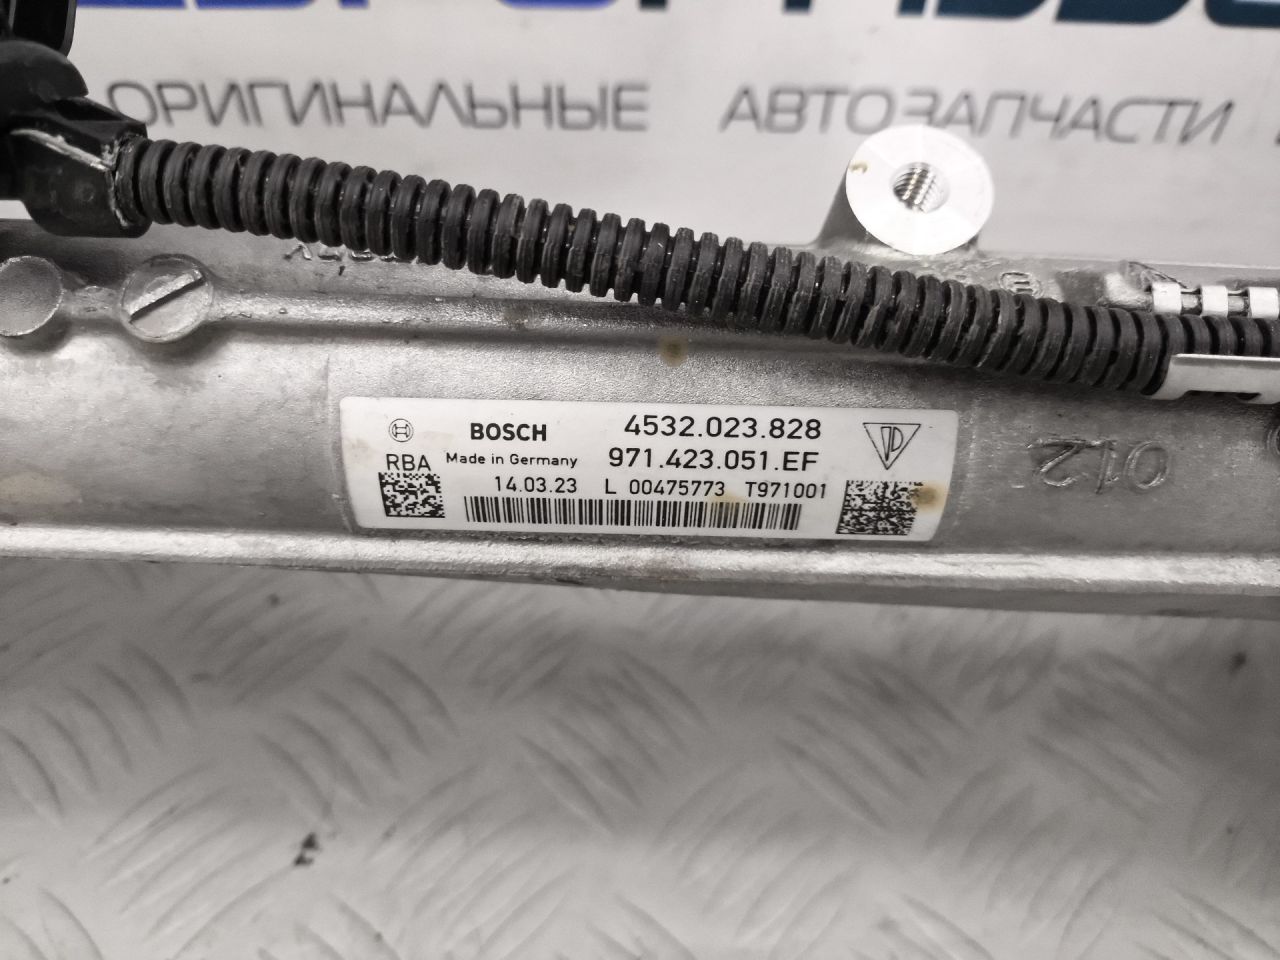 ОРИГИНАЛЬНЫЕ АВТОЗАПЧАСТИ
BOSCH 4532.023.828
RBA Made in Germany 971.423.051.EF
14.03.23 L 00475773 T971001
012